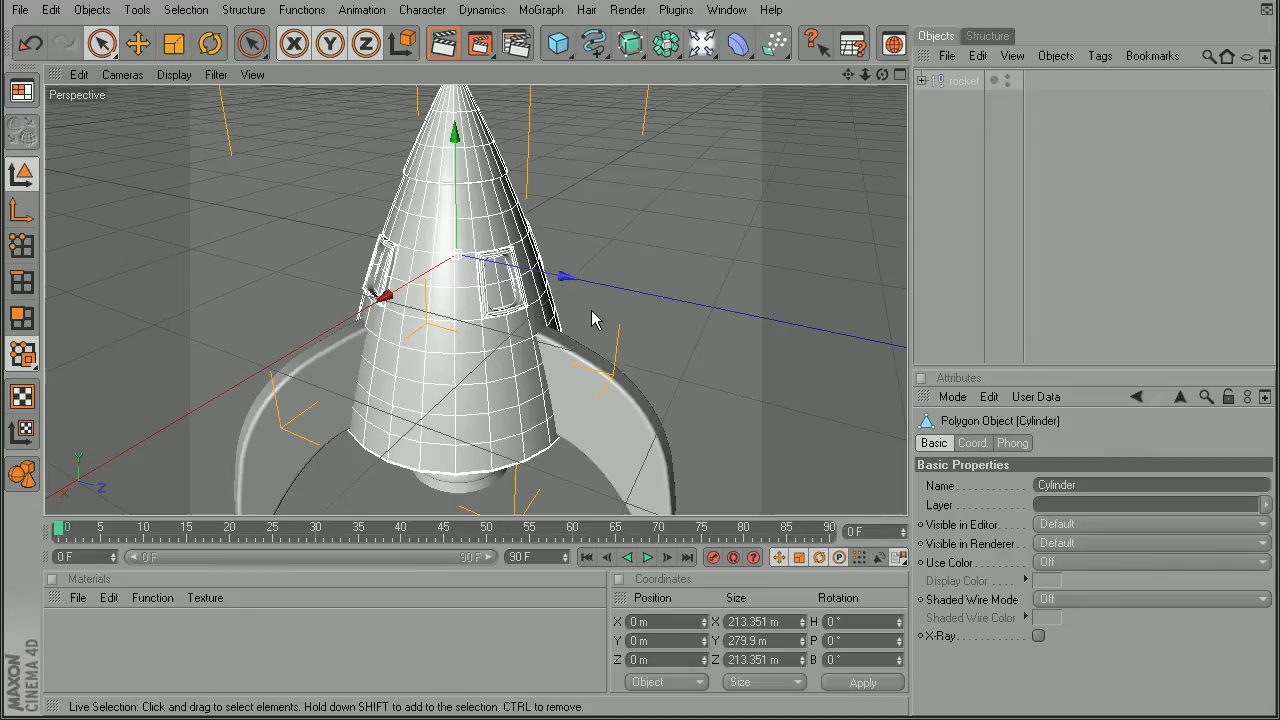 File Edit Objects Tools Selection Structure Functions Animation Character Dynamics MoGraph Hair Render Plugins Window Help
Objects Structure
File Edit View Objects Tags Bookmarks
Edit Cameras Display Filter View
rocket
Perspective
X Y Z
Y
X Z
Attributes
Mode Edit User Data
Polygon Object [Cylinder]
Basic Coord. Phong
Basic Properties
Name Cylinder
Layer
Visible in Editor Default
Visible in Renderer Default
Use Color Off
Display Color
Shaded Wire Mode Off
Shaded Wire Color
X-Ray
0 5 10 15 20 25 30 35 40 45 50 55 60 65 70 75 80 85 90 0 F
0 F 0 F 90 F 90 F
Materials
File Edit Function Texture
Coordinates
Position Size Rotation
X 0 m X 213.351 m H 0 °
Y 0 m Y 279.9 m P 0 °
Z 0 m Z 213.351 m B 0 °
Object Size Apply
MAXON
CINEMA 4D
Live Selection: Click and drag to select elements. Hold down SHIFT to add to the selection, CTRL to remove.